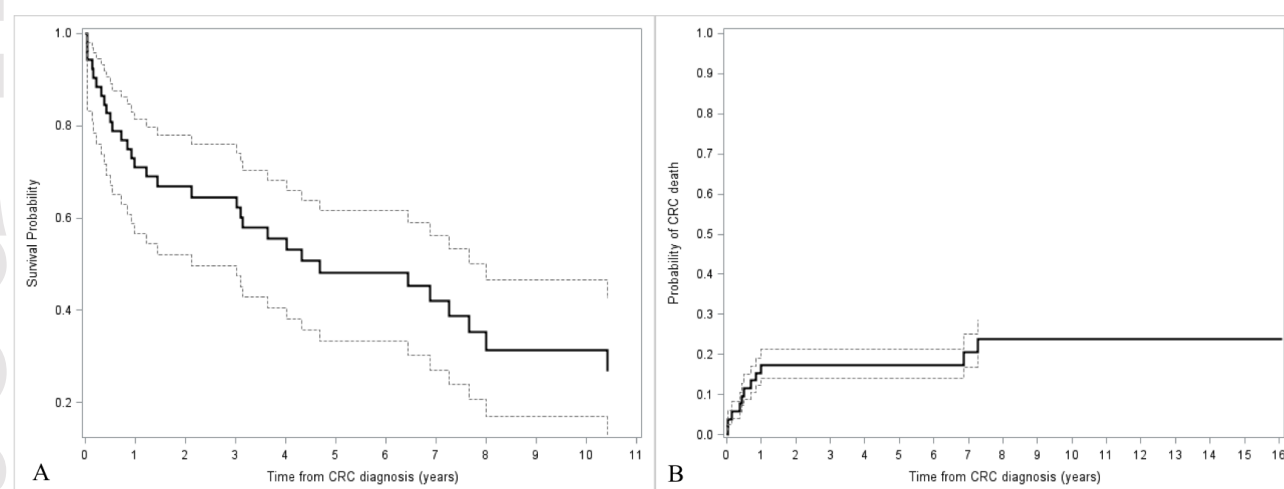 1.0
0.8
0.6
0.4
0.2
Survival Probability
0 1 2 3 4 5 6 7 8 9 10 11
Time from CRC diagnosis (years)
A
1.0
0.9
0.8
0.7
0.6
0.5
0.4
0.3
0.2
0.1
0.0
Probability of CRC death
0 1 2 3 4 5 6 7 8 9 10 11 12 13 14 15 16
Time from CRC diagnosis (years)
B